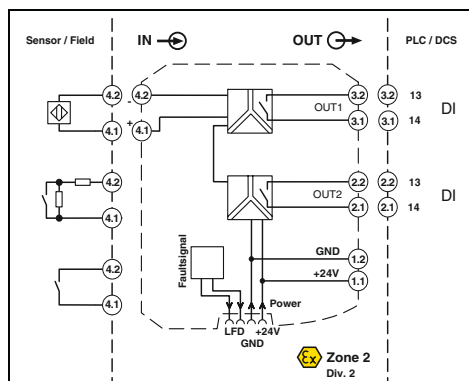 Sensor / Field IN OUT PLC / DCS
4.2 4.2 - 3.2 3.2 13
OUT1 DI
4.1 + 4.1 3.1 3.1 14
4.2 2.2 2.2 13
OUT2 DI
4.1 2.1 2.1 14
Faultsignal
GND 1.2
4.2
+24V 1.1
4.1
Power
LFD +24V
GND
Ex Zone 2
Div. 2